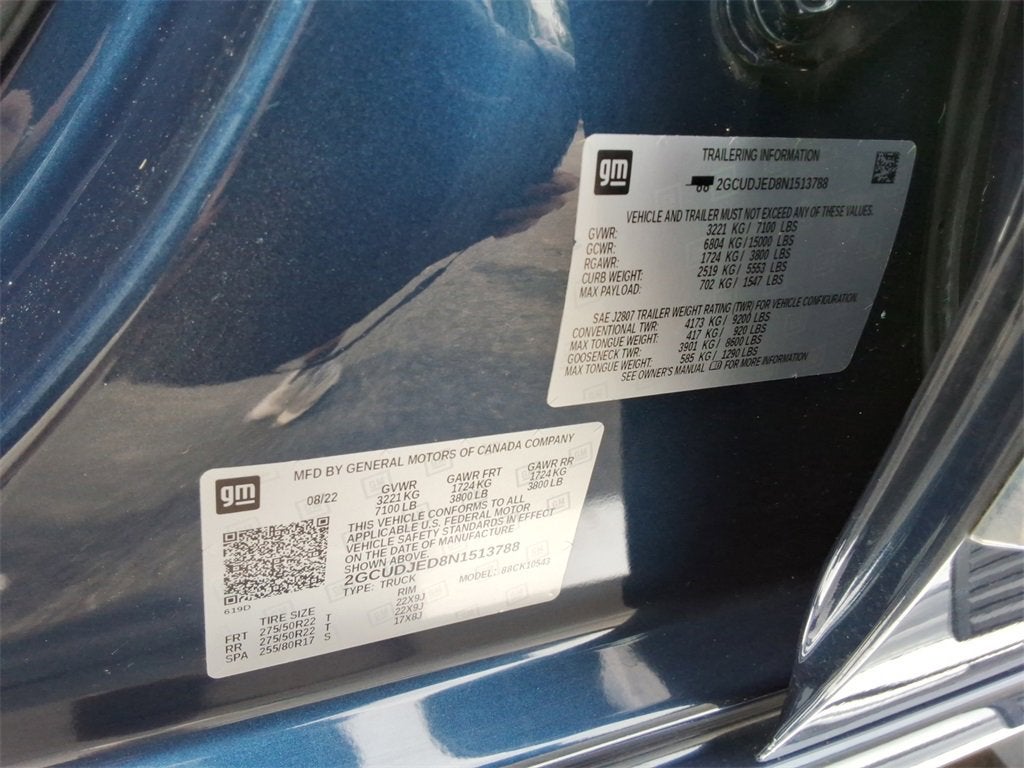 gm
TRAILERING INFORMATION
2GCUDJED8N1513788
VEHICLE AND TRAILER MUST NOT EXCEED ANY OF THESE VALUES.
GVWR: 3221 KG / 7100 LBS
GCWR: 6804 KG / 15000 LBS
RGAWR: 1724 KG / 3800 LBS
CURB WEIGHT: 2519 KG / 5553 LBS
MAX PAYLOAD: 702 KG / 1547 LBS
SAE J2807 TRAILER WEIGHT RATING (TWR) FOR VEHICLE CONFIGURATION.
CONVENTIONAL TWR: 4173 KG / 9200 LBS
MAX TONGUE WEIGHT: 417 KG / 920 LBS
GOOSENECK TWR: 3901 KG / 8600 LBS
MAX TONGUE WEIGHT: 585 KG / 1290 LBS
SEE OWNER'S MANUAL FOR MORE INFORMATION
gm
MFD BY GENERAL MOTORS OF CANADA COMPANY
08/22 GVWR GAWR FRT GAWR RR
3221 KG 1724 KG 1724 KG
7100 LB 3800 LB 3800 LB
THIS VEHICLE CONFORMS TO ALL
APPLICABLE U.S. FEDERAL MOTOR
VEHICLE SAFETY STANDARDS IN EFFECT
ON THE DATE OF MANUFACTURE
SHOWN ABOVE.
2GCUDJED8N1513788
TYPE: TRUCK MODEL: 88CK10543
619D
TIRE SIZE RIM
FRT 275/50R22 T 22X9J
RR 275/50R22 T 22X9J
SPA 255/80R17 S 17X8J